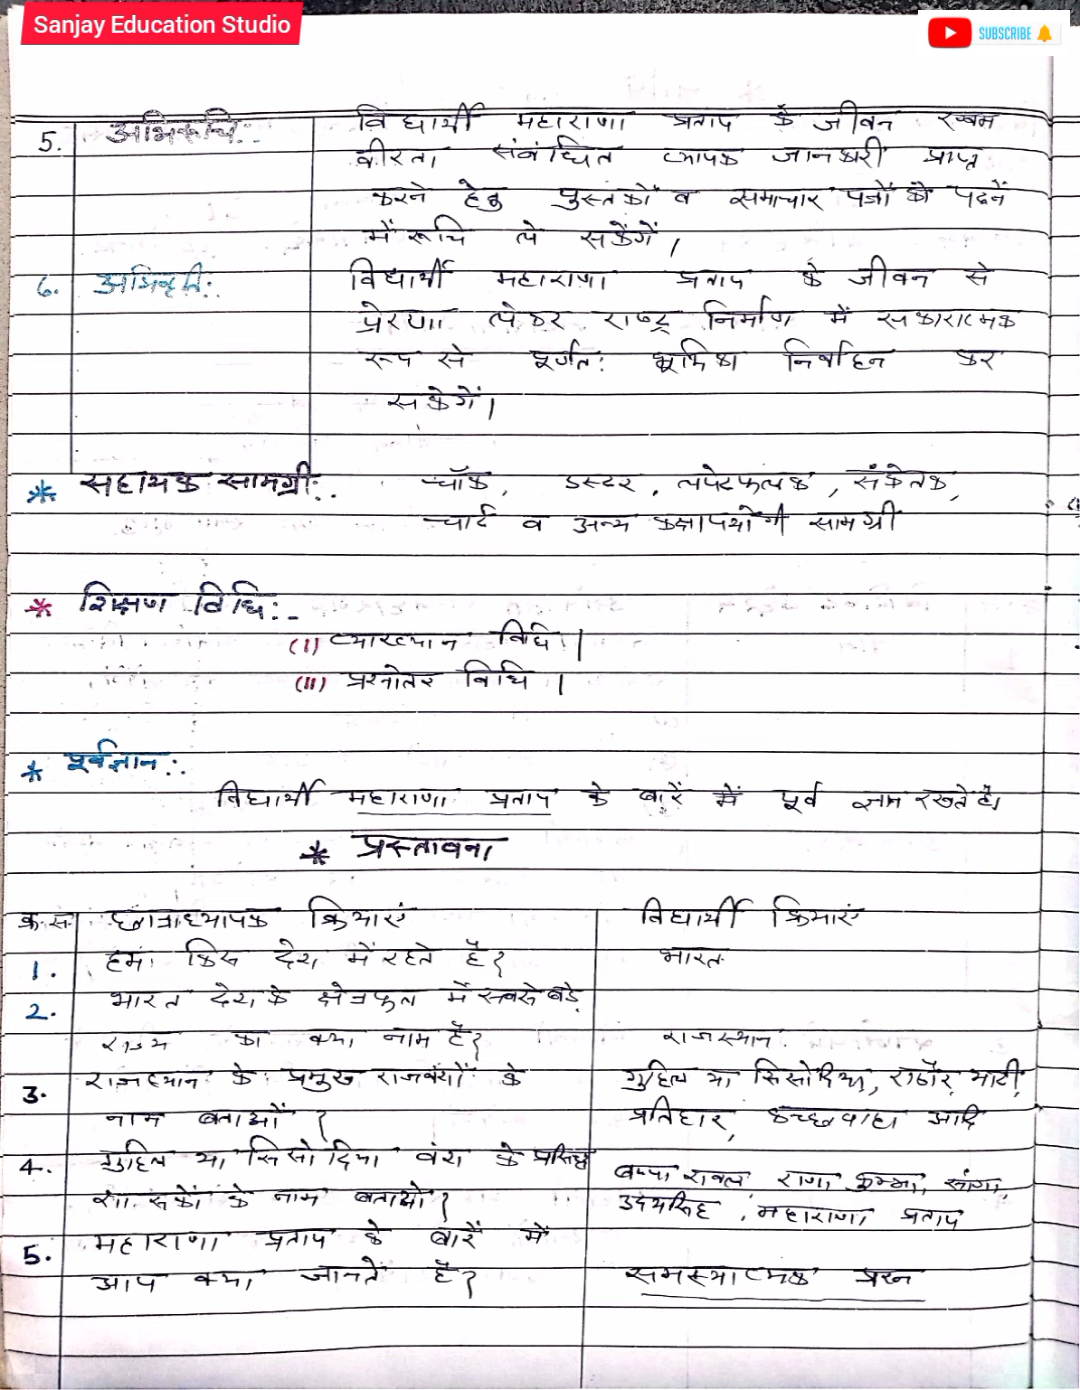 Sanjay Education Studio
SUBSCRIBE
5. अभिरूचि:- विद्यार्थी महाराणा प्रताप के जीवन एवम
वीरता संबंधित व्यापक जानकारी प्राप्त
करने हेतु पुस्तकों व समाचार पत्रों को पढनें
में रूचि ले सकेंगें।
6. अभिवृत्ति:- विद्यार्थी महाराणा प्रताप के जीवन से
प्रेरणा लेकर राष्ट्र निर्माण में सकारात्मक
रूप से पूर्णत: भूमिका निर्वाहन कर
सकेगें।
* सहायक सामग्री:- चॉक, डस्टर, लपेटफलक, संकेतक,
चार्ट व अन्य कक्षापयोगी सामग्री
* शिक्षण विधि:-
(I) व्याख्यान विधि।
(II) प्रश्नोतर विधि।
* पूर्वज्ञान:-
विद्यार्थी महाराणा प्रताप के बारें में पूर्व ज्ञान रखते है।
* प्रस्तावना
क्र.स. छात्राध्यापक क्रियाएं विद्यार्थी क्रियाएं
1. हम किस देश में रहते है? भारत
2. भारत देश के क्षेत्रफल में सबसे बडे
राज्य का क्या नाम है? राजस्थान
3. राजस्थान के प्रमुख राजवंशों के गुहिल या सिसोदिया, राठौर, भाटी,
नाम बताओं? प्रतिहार, कच्छवाहा आदि
4. गुहिल या सिसोदिया वंश के प्रसिद्ध बप्पा रावल, राणा कुम्भा, सांगा,
शासकों के नाम बताओ? उदयसिंह, महाराणा प्रताप
5. महाराणा प्रताप के बारें में
आप क्या जानते है? समस्यात्मक प्रश्न